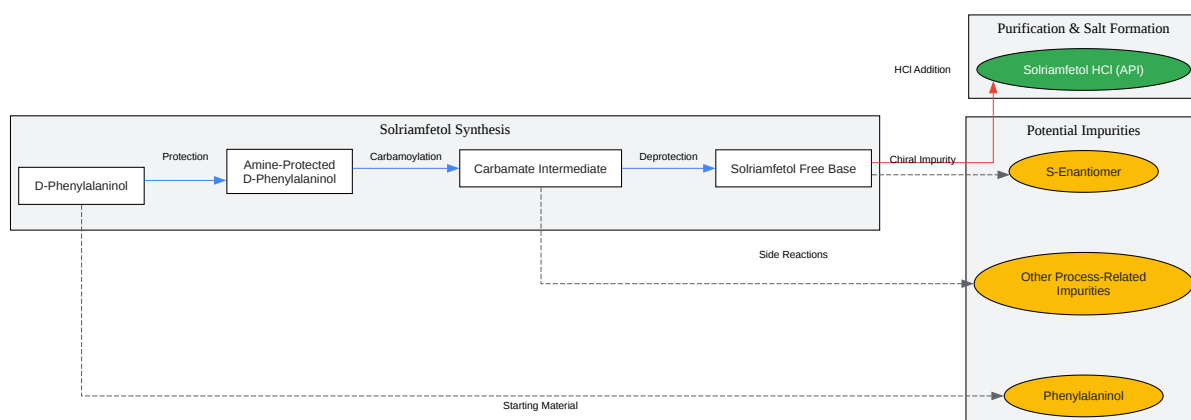 Purification & Salt Formation
HCl Addition
Solriamfetol HCl (API)
Solriamfetol Synthesis
Potential Impurities
Protection
Carbamoylation
Deprotection
Chiral Impurity
D-Phenylalaninol
Amine-Protected
D-Phenylalaninol
Carbamate Intermediate
Solriamfetol Free Base
S-Enantiomer
Side Reactions
Other Process-Related
Impurities
Phenylalaninol
Starting Material